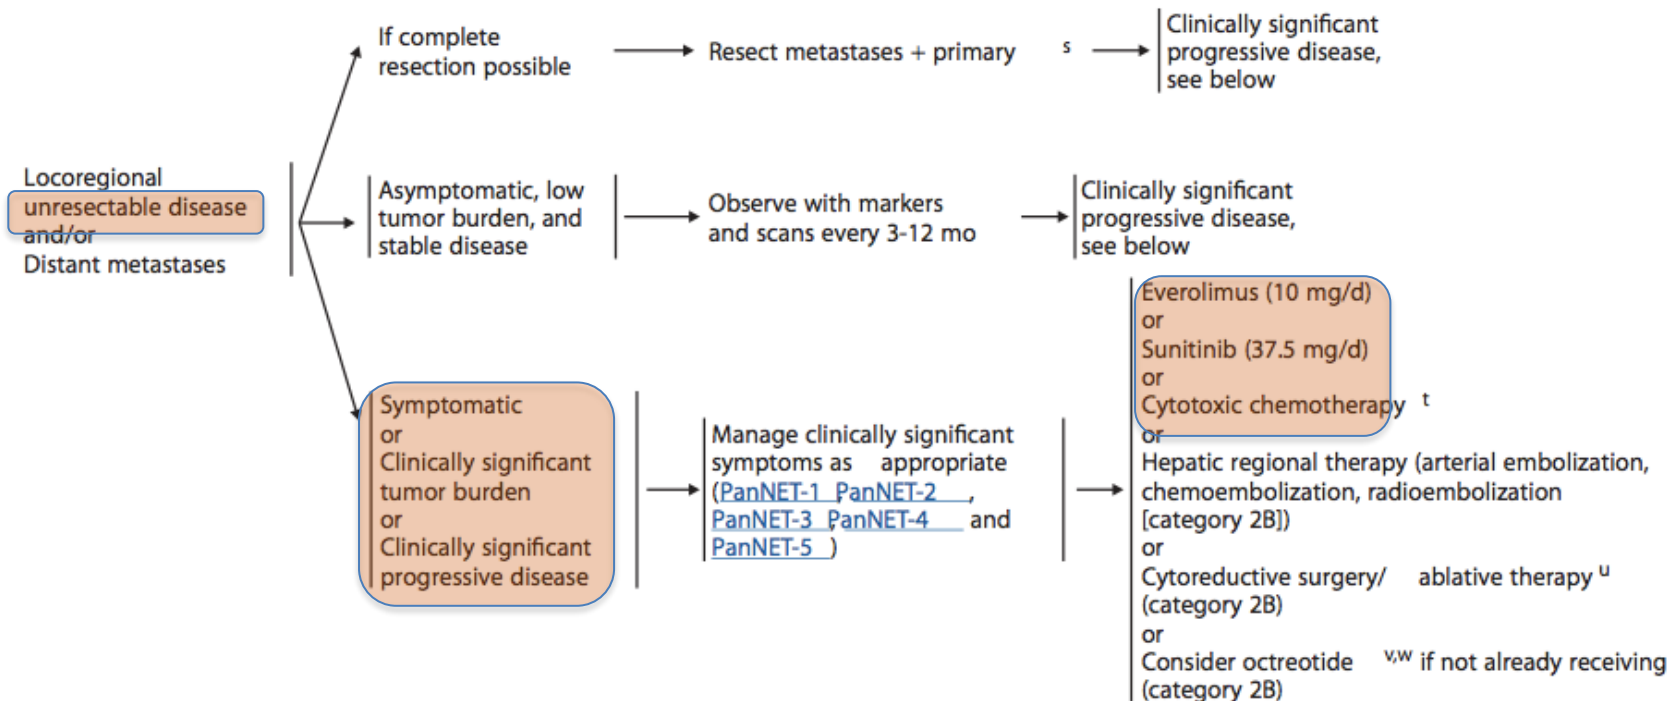 If complete
resection possible
Resect metastases + primary s
Clinically significant
progressive disease,
see below
Locoregional
unresectable disease
and/or
Distant metastases
Asymptomatic, low
tumor burden, and
stable disease
Observe with markers
and scans every 3-12 mo
Clinically significant
progressive disease,
see below
Symptomatic
or
Clinically significant
tumor burden
or
Clinically significant
progressive disease
Manage clinically significant
symptoms as appropriate
(PanNET-1 PanNET-2 ,
PanNET-3 PanNET-4 and
PanNET-5 )
Everolimus (10 mg/d)
or
Sunitinib (37.5 mg/d)
or
Cytotoxic chemotherapy t
or
Hepatic regional therapy (arterial embolization,
chemoembolization, radioembolization
[category 2B])
or
Cytoreductive surgery/ ablative therapy u
(category 2B)
or
Consider octreotide v,w if not already receiving
(category 2B)